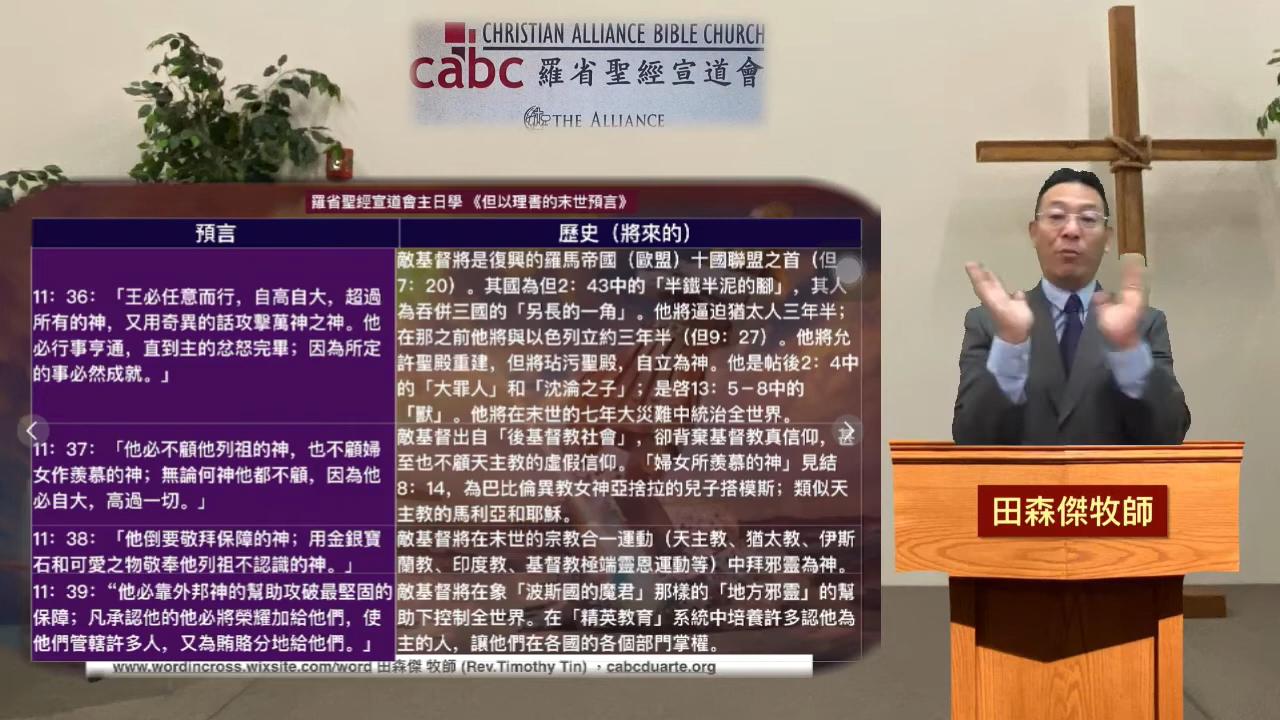 CHRISTIAN ALLIANCE BIBLE CHURCH
cabc 羅省聖經宣道會
THE ALLIANCE
羅省聖經宣道會主日學 《但以理書的末世預言》
預言
歷史（將來的）
11：36：「王必任意而行，自高自大，超過
所有的神，又用奇異的話攻擊萬神之神。他
必行事亨通，直到主的忿怒完畢；因為所定
的事必然成就。」
敵基督將是復興的羅馬帝國（歐盟）十國聯盟之首（但
7：20）。其國為但2：43中的「半鐵半泥的腳」，其人
為吞併三國的「另長的一角」。他將逼迫猶太人三年半；
在那之前他將與以色列立約三年半（但9：27）。他將允
許聖殿重建，但將玷污聖殿，自立為神。他是帖後2：4中
的「大罪人」和「沈淪之子」；是啓13：5－8中的
「獸」。他將在末世的七年大災難中統治全世界。
11：37：「他必不顧他列祖的神，也不顧婦
女作羨慕的神；無論何神他都不顧，因為他
必自大，高過一切。」
敵基督出自「後基督教社會」，卻背棄基督教真信仰，甚
至也不顧天主教的虛假信仰。「婦女所羨慕的神」見結
8：14，為巴比倫異教女神亞捨拉的兒子搭模斯；類似天
主教的馬利亞和耶穌。
11：38：「他倒要敬拜保障的神；用金銀寶
石和可愛之物敬奉他列祖不認識的神。」
敵基督將在末世的宗教合一運動（天主教、猶太教、伊斯
蘭教、印度教、基督教極端靈恩運動等）中拜邪靈為神。
11：39：“他必靠外邦神的幫助攻破最堅固的
保障；凡承認他的他必將榮耀加給他們，使
他們管轄許多人，又為賄賂分地給他們。」
敵基督將在象「波斯國的魔君」那樣的「地方邪靈」的幫
助下控制全世界。在「精英教育」系統中培養許多認他為
主的人，讓他們在各國的各個部門掌權。
www.wordincross.wixsite.com/word 田森傑 牧師 (Rev.Timothy Tin) ，cabcduarte.org
田森傑牧師